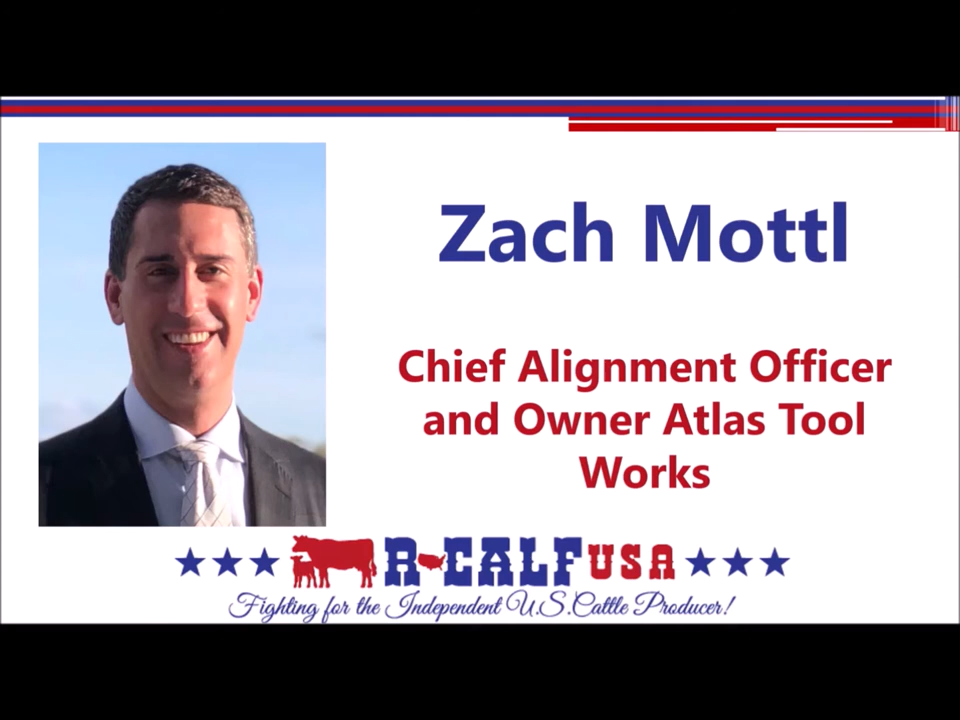 Zach Mottl
Chief Alignment Officer
and Owner Atlas Tool
Works
R-CALF USA
Fighting for the Independent U.S. Cattle Producer!